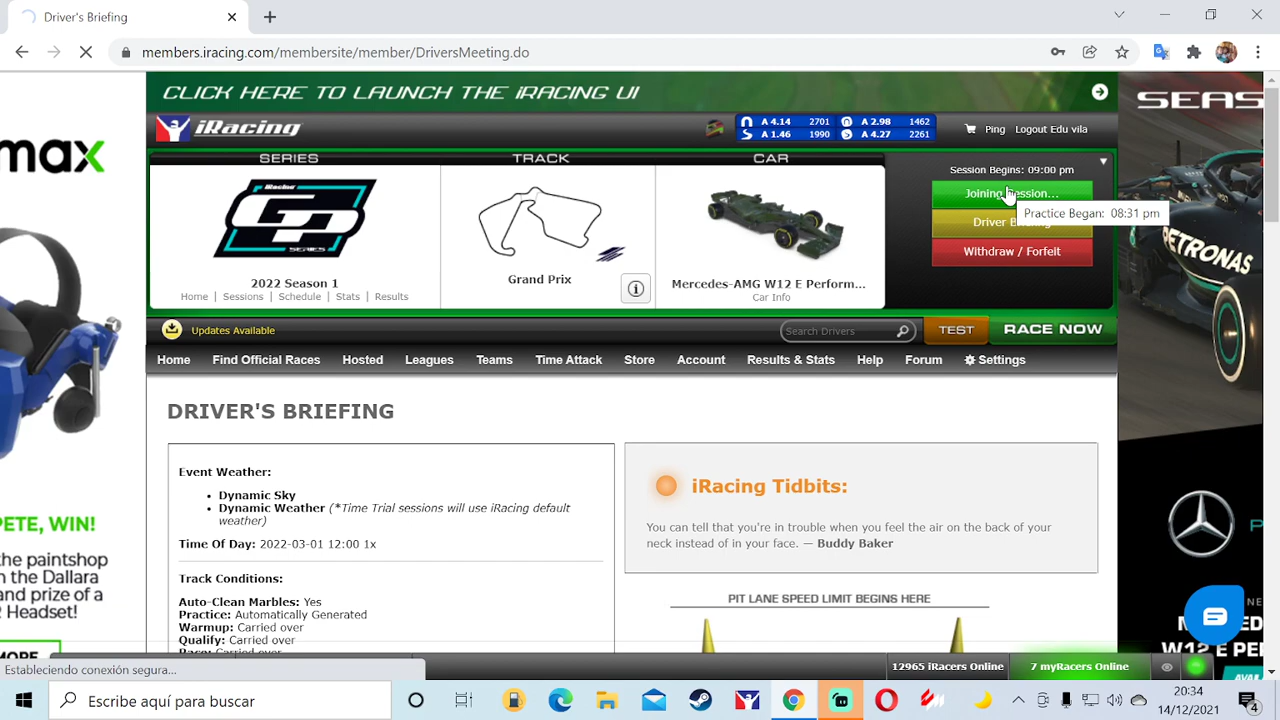 Driver's Briefing
members.iracing.com/membersite/member/DriversMeeting.do
CLICK HERE TO LAUNCH THE iRACING UI
iRacing
A 4.14 2701 A 2.98 1462
A 1.46 1990 A 4.27 2261
Ping Logout Edu vila
SERIES TRACK CAR
Session Begins: 09:00 pm
Joining Session...
Practice Began: 08:31 pm
Withdraw / Forfeit
SERIES
2022 Season 1
Home | Sessions | Schedule | Stats | Results
Grand Prix
Mercedes-AMG W12 E Perform...
Car Info
Updates Available
Search Drivers
TEST
RACE NOW
Home Find Official Races Hosted Leagues Teams Time Attack Store Account Results & Stats Help Forum Settings
DRIVER'S BRIEFING
Event Weather:
• Dynamic Sky
• Dynamic Weather (*Time Trial sessions will use iRacing default
weather)
Time Of Day: 2022-03-01 12:00 1x
Track Conditions:
Auto-Clean Marbles: Yes
Practice: Automatically Generated
Warmup: Carried over
Qualify: Carried over
iRacing Tidbits:
You can tell that you're in trouble when you feel the air on the back of your
neck instead of in your face. — Buddy Baker
PIT LANE SPEED LIMIT BEGINS HERE
max
PETE, WIN!
the paintshop
n the Dallara
and prize of a
R Headset!
PETRONAS
Estableciendo conexión segura...
12965 iRacers Online
7 myRacers Online
Escribe aquí para buscar
20:34
14/12/2021
4